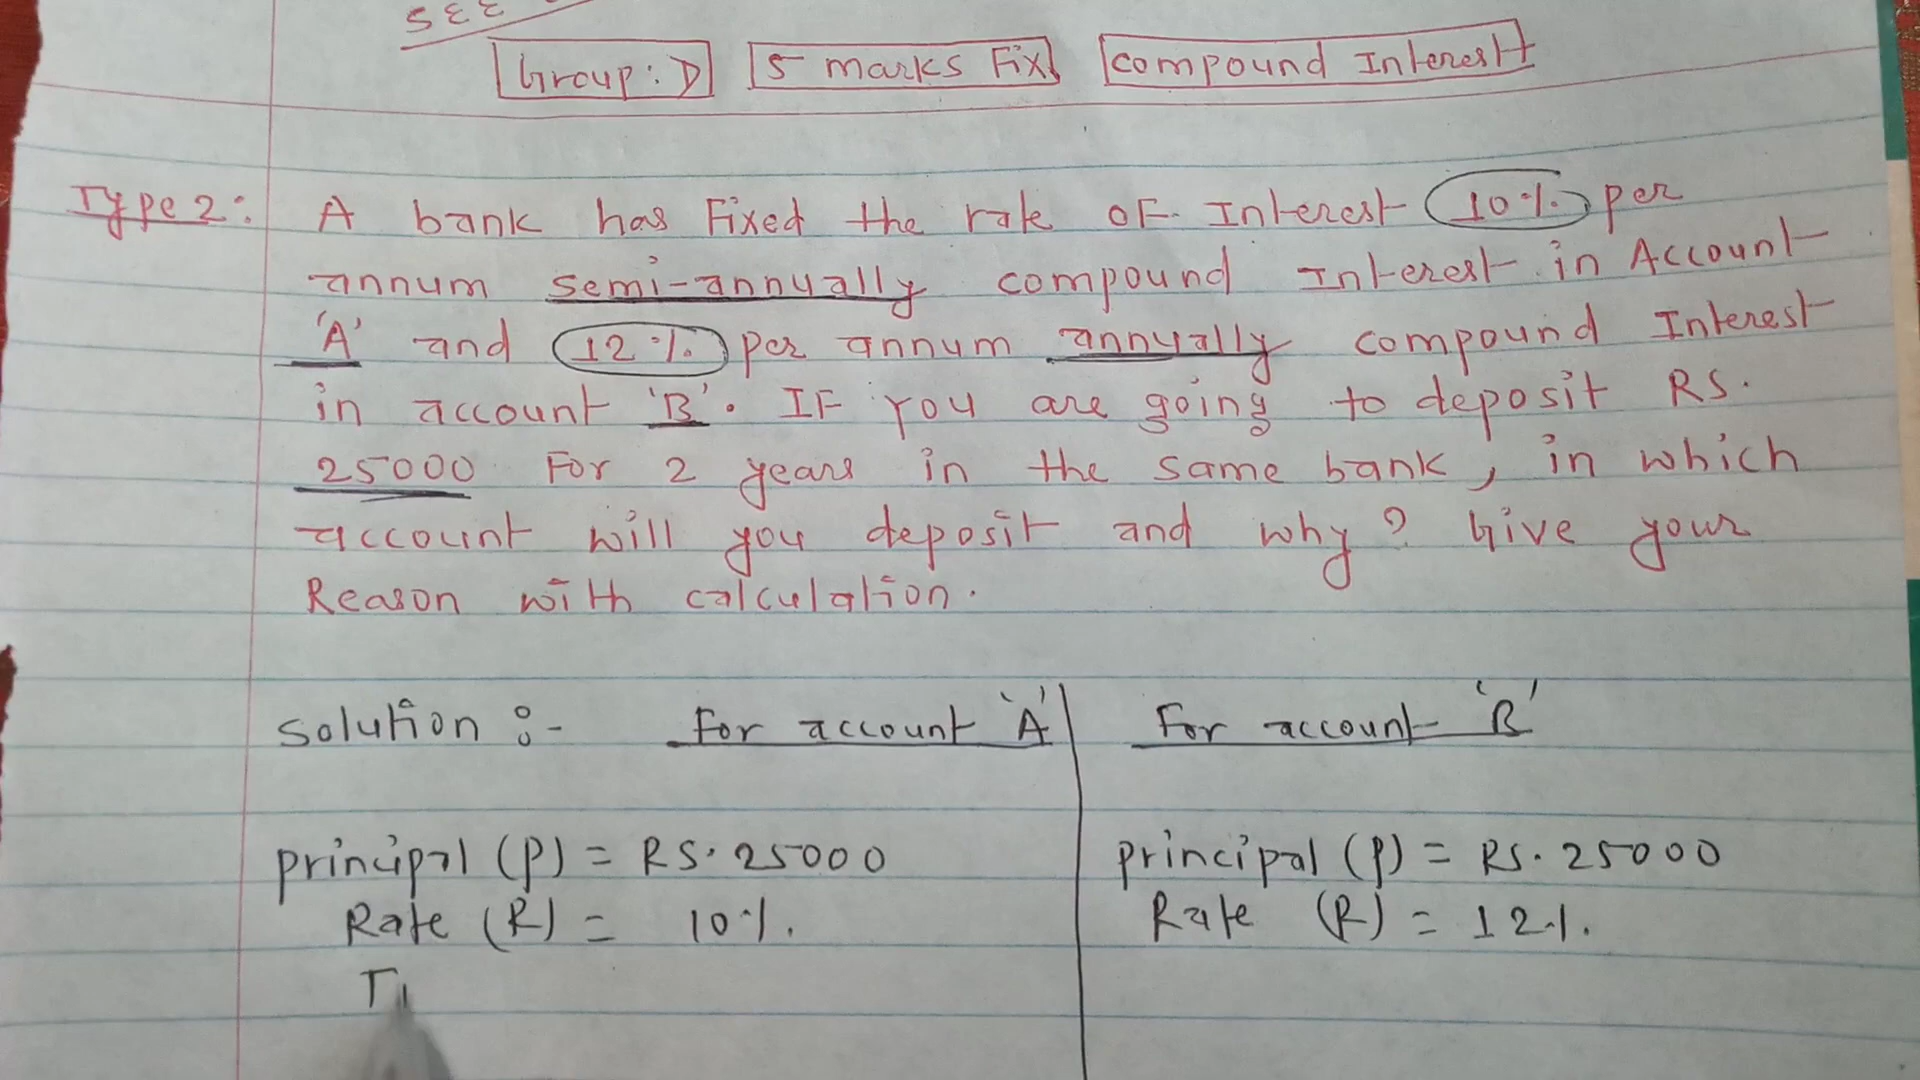 SEE
Group: D 5 marks Fix compound Interest
Type 2: A bank has Fixed the rate OF Interest 10% per
annum semi-annually compound Interest in Account
'A' and 12% per annum annually compound Interest
in account 'B'. IF you are going to deposit RS.
25000 For 2 years in the same bank, in which
account will you deposit and why? Give your
Reason with calculation.
Solution :- For account 'A' For account 'B'
principal (P) = RS. 25000 principal (P) = RS. 25000
Rate (R) = 10%. Rate (R) = 12%.
Ti